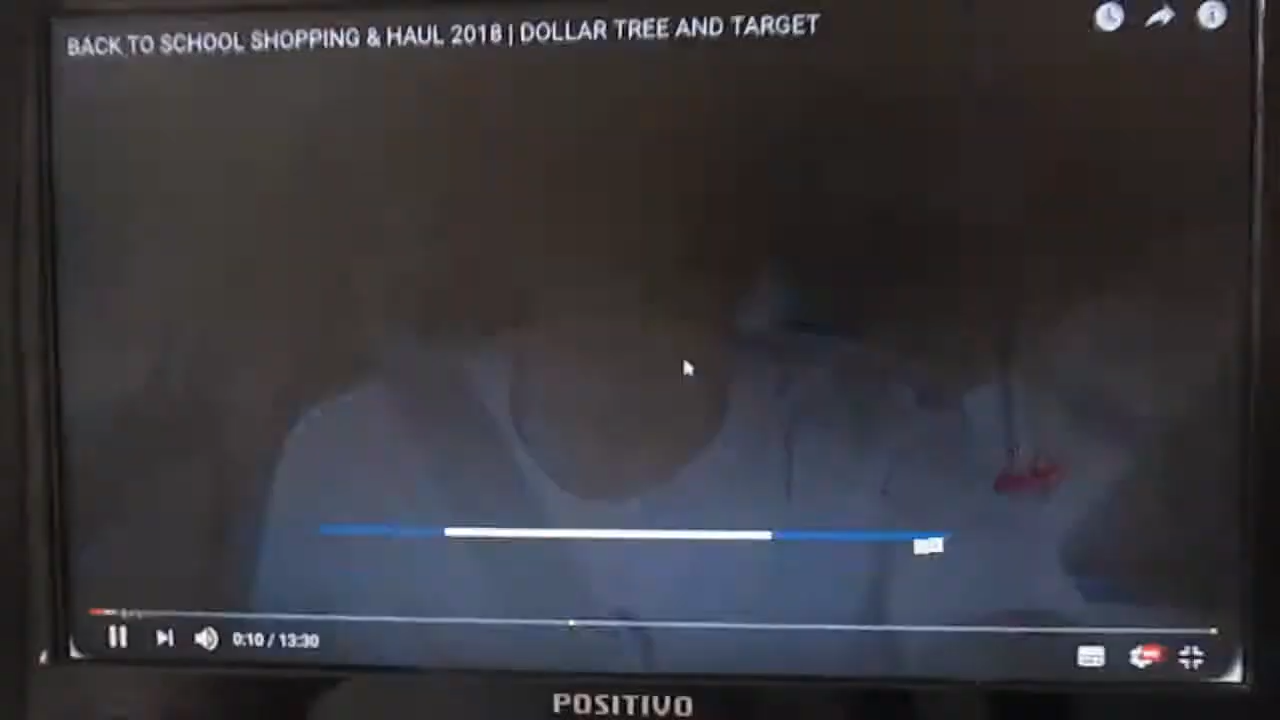 BACK TO SCHOOL SHOPPING & HAUL 2018 | DOLLAR TREE AND TARGET
0:10 / 13:30
POSITIVO